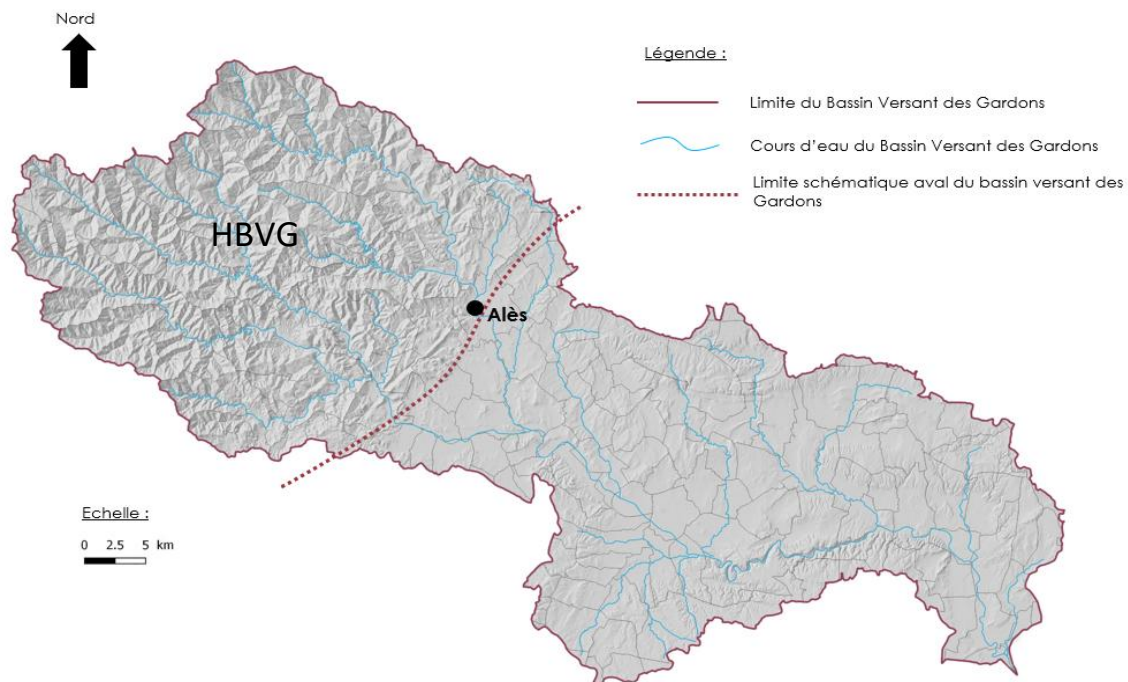 Nord
Légende :
Limite du Bassin Versant des Gardons
Cours d'eau du Bassin Versant des Gardons
Limite schématique aval du bassin versant des
Gardons
HBVG
Alès
Echelle :
0 2.5 5 km